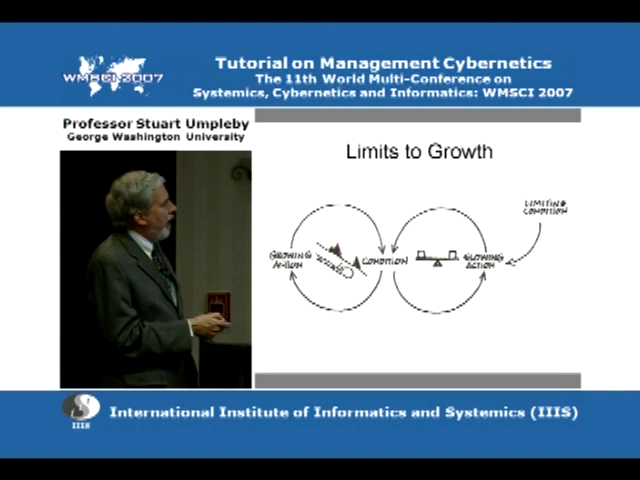 WMSCI 2007
Tutorial on Management Cybernetics
The 11th World Multi-Conference on
Systemics, Cybernetics and Informatics: WMSCI 2007
Professor Stuart Umpleby
George Washington University
Limits to Growth
LIMITING
CONDITION
GROWING
ACTION
CONDITION
SLOWING
ACTION
IIIS
International Institute of Informatics and Systemics (IIIS)